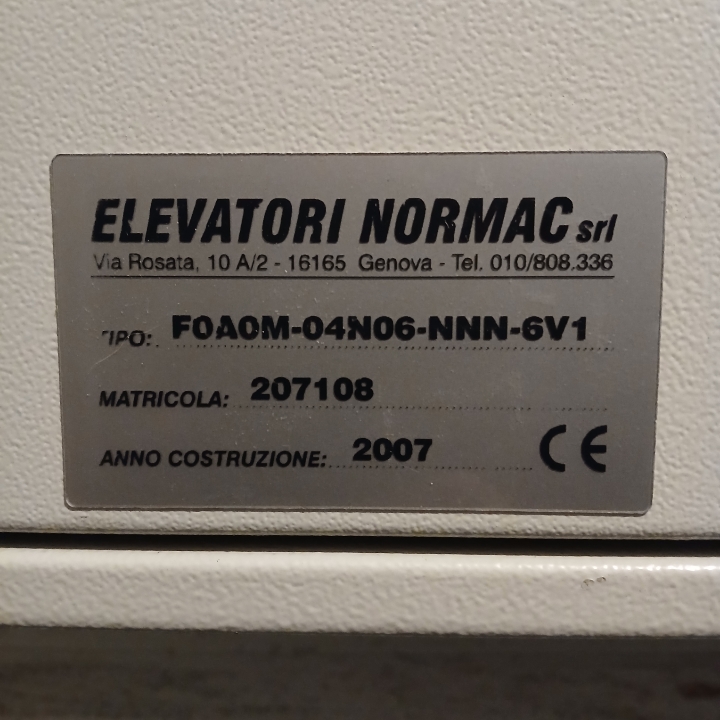 ELEVATORI NORMAC srl
Via Rosata, 10 A/2 - 16165 Genova - Tel. 010/808.336
TIPO: F0A0M-04N06-NNN-6V1
MATRICOLA: 207108
ANNO COSTRUZIONE: 2007 CE